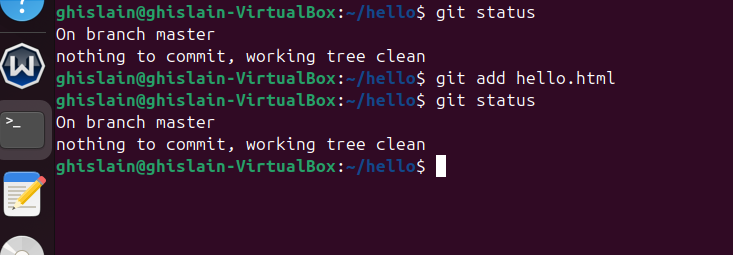 ghislain@ghislain-VirtualBox:~/hello$ git status
On branch master
nothing to commit, working tree clean
ghislain@ghislain-VirtualBox:~/hello$ git add hello.html
ghislain@ghislain-VirtualBox:~/hello$ git status
On branch master
nothing to commit, working tree clean
ghislain@ghislain-VirtualBox:~/hello$